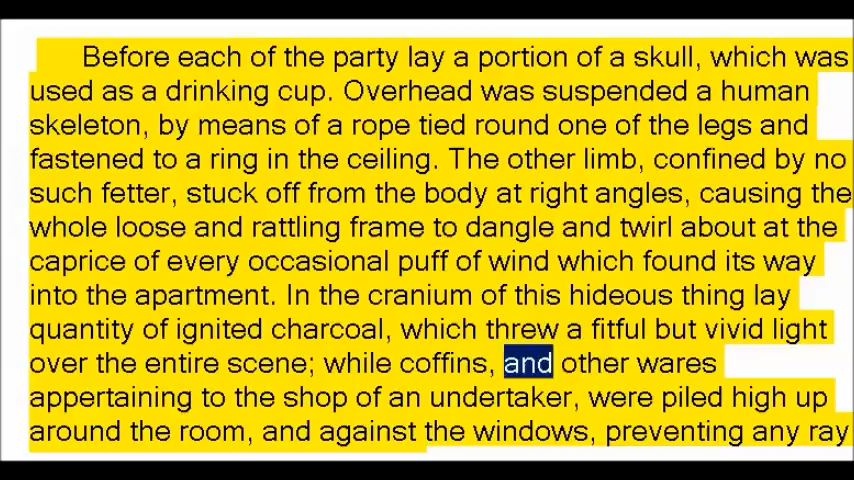 Before each of the party lay a portion of a skull, which was
used as a drinking cup. Overhead was suspended a human
skeleton, by means of a rope tied round one of the legs and
fastened to a ring in the ceiling. The other limb, confined by no
such fetter, stuck off from the body at right angles, causing the
whole loose and rattling frame to dangle and twirl about at the
caprice of every occasional puff of wind which found its way
into the apartment. In the cranium of this hideous thing lay
quantity of ignited charcoal, which threw a fitful but vivid light
over the entire scene; while coffins, and other wares
appertaining to the shop of an undertaker, were piled high up
around the room, and against the windows, preventing any ray